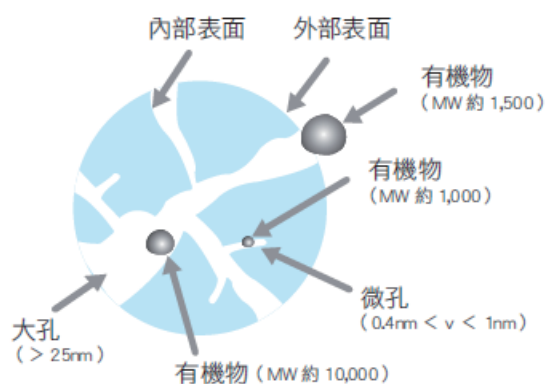 內部表面
外部表面
有機物
(MW 約 1,500)
有機物
(MW 約 1,000)
微孔
(0.4nm < v < 1nm)
大孔
(> 25nm)
有機物 (MW 約 10,000)